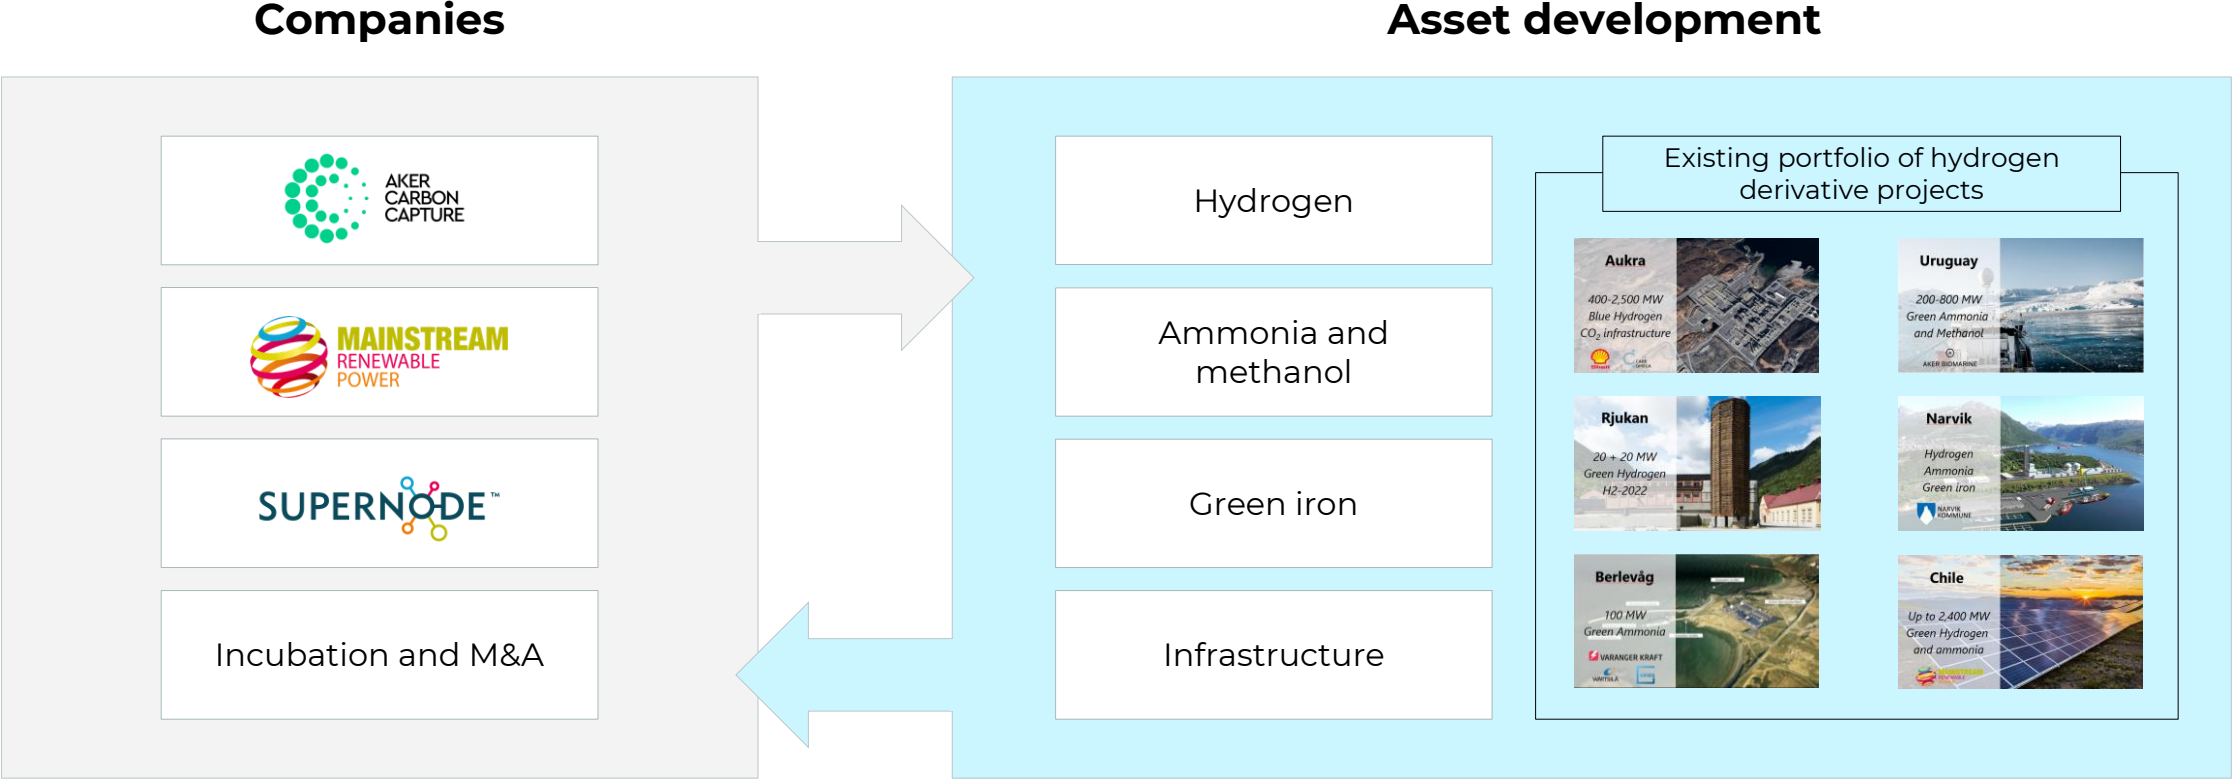 Companies
Asset development
AKER
CARBON
CAPTURE
MAINSTREAM
RENEWABLE
POWER
SUPERNODE™
Incubation and M&A
Hydrogen
Ammonia and
methanol
Green iron
Infrastructure
Existing portfolio of hydrogen
derivative projects
Aukra
400-2,500 MW
Blue Hydrogen
CO₂ infrastructure
Uruguay
200-800 MW
Green Ammonia
and Methanol
AKER BIOMARINE
Rjukan
20 + 20 MW
Green Hydrogen
H2-2022
Narvik
Hydrogen
Ammonia
Green iron
NARVIK
KOMMUNE
Berlevåg
100 MW
Green Ammonia
VARANGER KRAFT
WÄRTSILÄ
Chile
Up to 2,400 MW
Green Hydrogen
and ammonia
MAINSTREAM
RENEWABLE
POWER